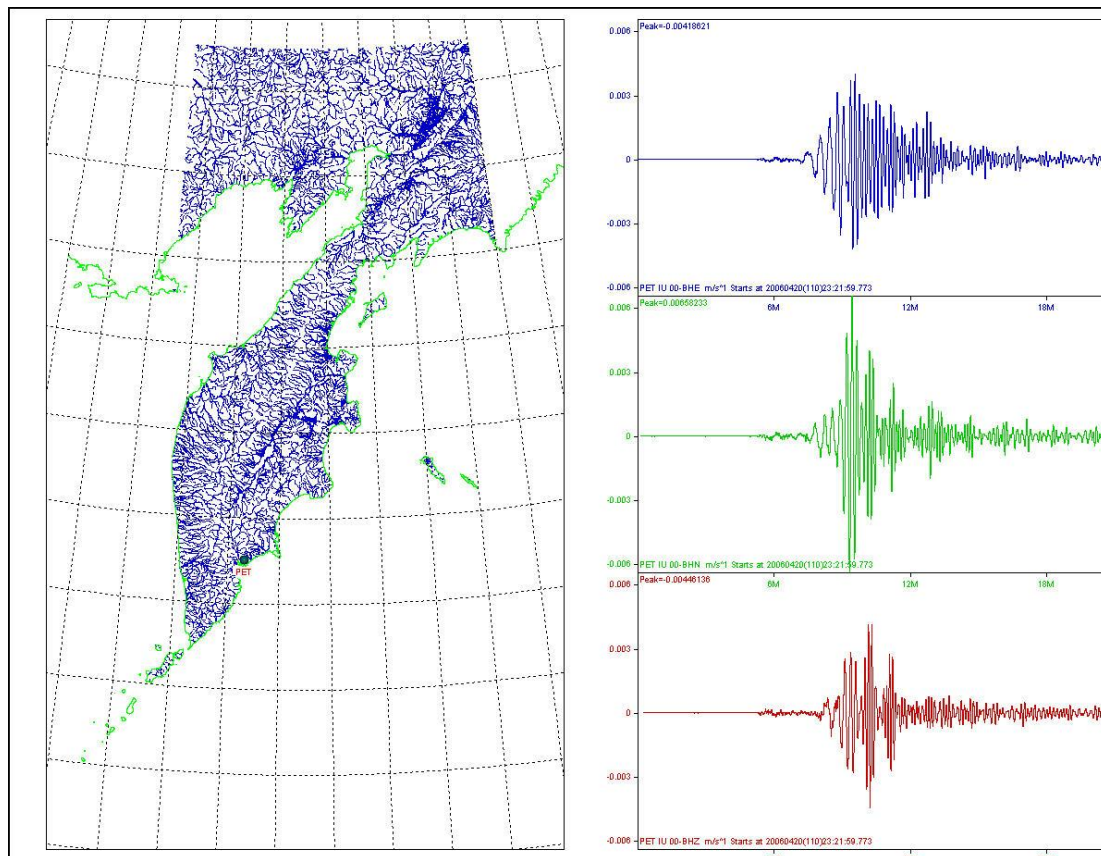 PET
Peak=-0.00418621
0.006
0.003
0
-0.003
-0.006
PET IU 00-BHE m/s^1 Starts at 20060420(110)23:21:59.773
6M
12M
18M
Peak=0.00658233
0.006
0.003
0
-0.003
-0.006
PET IU 00-BHN m/s^1 Starts at 20060420(110)23:21:59.773
6M
12M
18M
Peak=-0.00446136
0.006
0.003
0
-0.003
-0.006
PET IU 00-BHZ m/s^1 Starts at 20060420(110)23:21:59.773